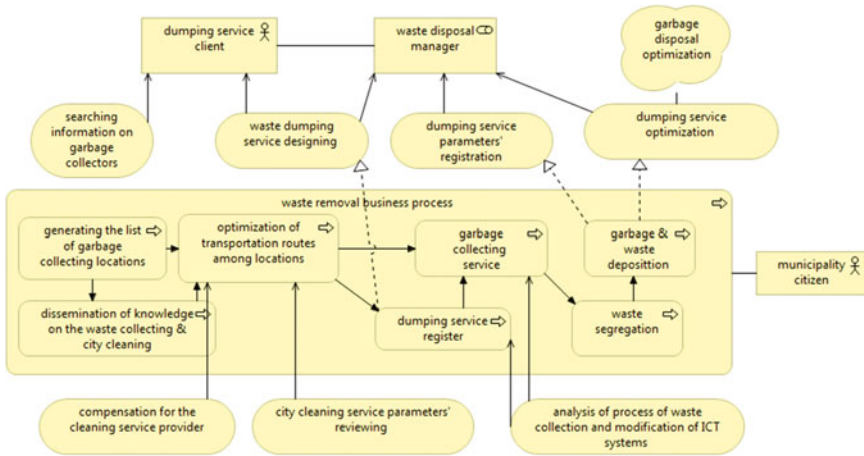 dumping service
client
waste disposal
manager
garbage
disposal
optimization
searching
information on
garbage
collectors
waste dumping
service designing
dumping service
parameters'
registration
dumping service
optimization
waste removal business process
generating the list
of garbage
collecting locations
optimization of
transportation routes
among locations
garbage
collecting
service
garbage &
waste
deposittion
municipality
citizen
dissemination of knowledge
on the waste collecting &
city cleaning
dumping service
register
waste
segregation
compensation for the
cleaning service provider
city cleaning service parameters'
reviewing
analysis of process of waste
collection and modification of ICT
systems